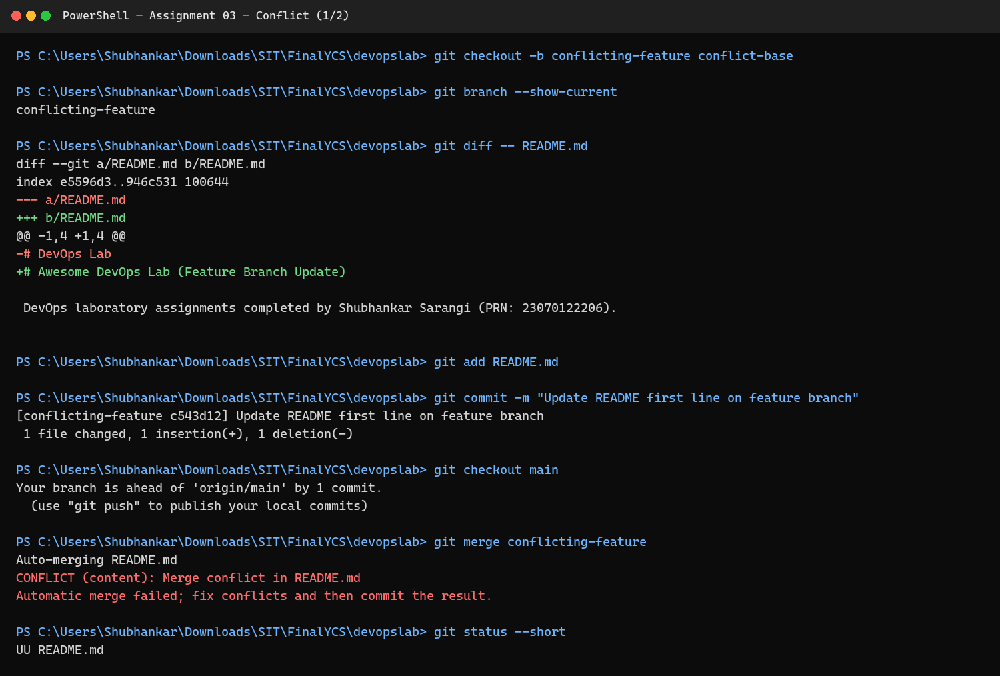 PowerShell — Assignment 03 - Conflict (1/2)
PS C:\Users\Shubhankar\Downloads\SIT\FinalYCS\devopslab> git checkout -b conflicting-feature conflict-base
PS C:\Users\Shubhankar\Downloads\SIT\FinalYCS\devopslab> git branch --show-current
conflicting-feature
PS C:\Users\Shubhankar\Downloads\SIT\FinalYCS\devopslab> git diff -- README.md
diff --git a/README.md b/README.md
index e5596d3..946c531 100644
--- a/README.md
+++ b/README.md
@@ -1,4 +1,4 @@
-# DevOps Lab
+# Awesome DevOps Lab (Feature Branch Update)
 DevOps laboratory assignments completed by Shubhankar Sarangi (PRN: 23070122206).
PS C:\Users\Shubhankar\Downloads\SIT\FinalYCS\devopslab> git add README.md
PS C:\Users\Shubhankar\Downloads\SIT\FinalYCS\devopslab> git commit -m "Update README first line on feature branch"
[conflicting-feature c543d12] Update README first line on feature branch
 1 file changed, 1 insertion(+), 1 deletion(-)
PS C:\Users\Shubhankar\Downloads\SIT\FinalYCS\devopslab> git checkout main
Your branch is ahead of 'origin/main' by 1 commit.
  (use "git push" to publish your local commits)
PS C:\Users\Shubhankar\Downloads\SIT\FinalYCS\devopslab> git merge conflicting-feature
Auto-merging README.md
CONFLICT (content): Merge conflict in README.md
Automatic merge failed; fix conflicts and then commit the result.
PS C:\Users\Shubhankar\Downloads\SIT\FinalYCS\devopslab> git status --short
UU README.md